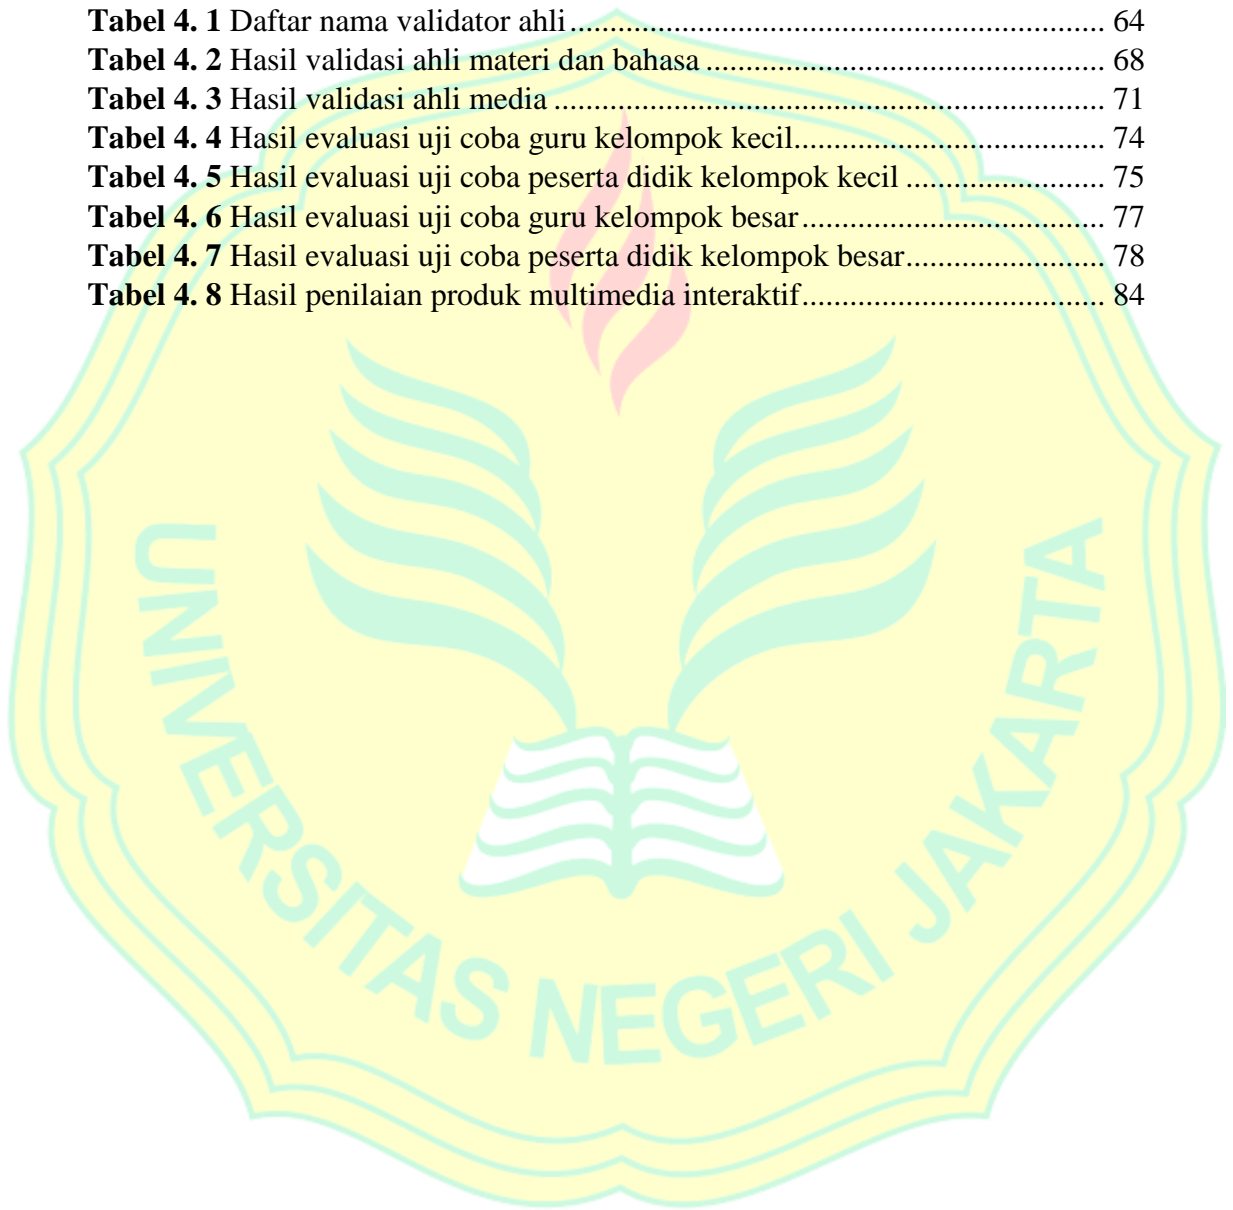 Tabel 4. 1 Daftar nama validator ahli.................................................................... 64
Tabel 4. 2 Hasil validasi ahli materi dan bahasa ................................................... 68
Tabel 4. 3 Hasil validasi ahli media ...................................................................... 71
Tabel 4. 4 Hasil evaluasi uji coba guru kelompok kecil........................................ 74
Tabel 4. 5 Hasil evaluasi uji coba peserta didik kelompok kecil ......................... 75
Tabel 4. 6 Hasil evaluasi uji coba guru kelompok besar....................................... 77
Tabel 4. 7 Hasil evaluasi uji coba peserta didik kelompok besar......................... 78
Tabel 4. 8 Hasil penilaian produk multimedia interaktif...................................... 84
UNIVERSITAS NEGERI JAKARTA